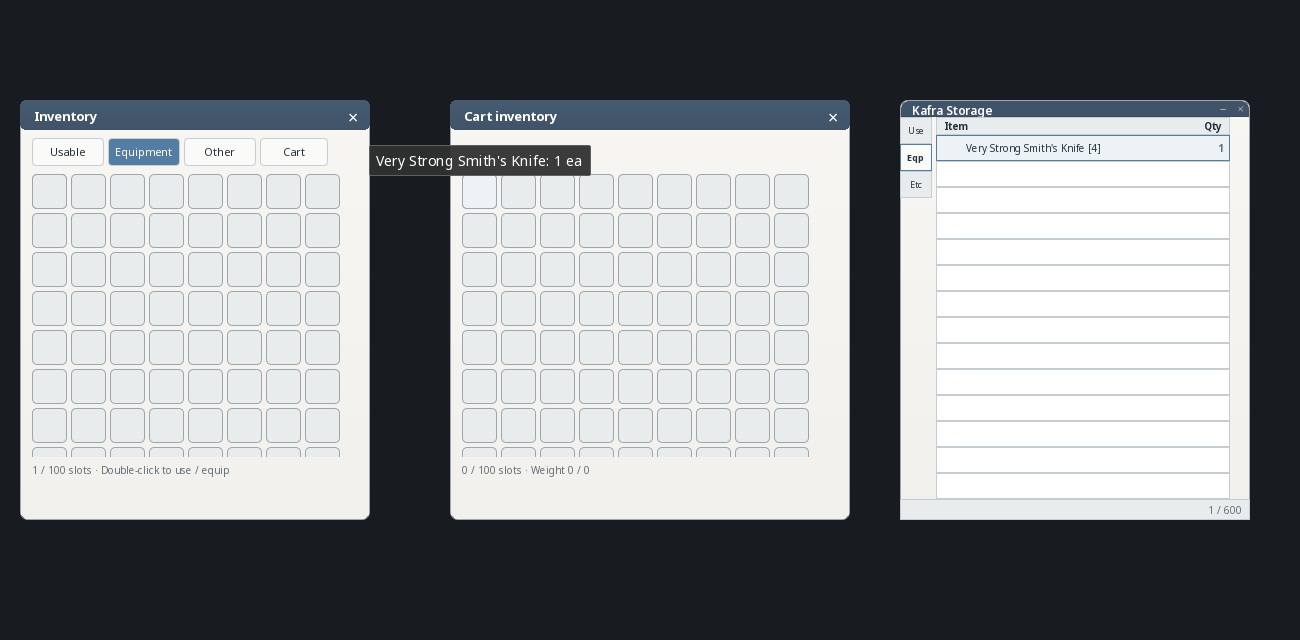 Inventory ×
Usable Equipment Other Cart
1 / 100 slots · Double-click to use / equip
Cart inventory ×
Very Strong Smith's Knife: 1 ea
0 / 100 slots · Weight 0 / 0
Kafra Storage − ×
Use
Eqp
Etc
Item Qty
Very Strong Smith's Knife [4] 1
1 / 600